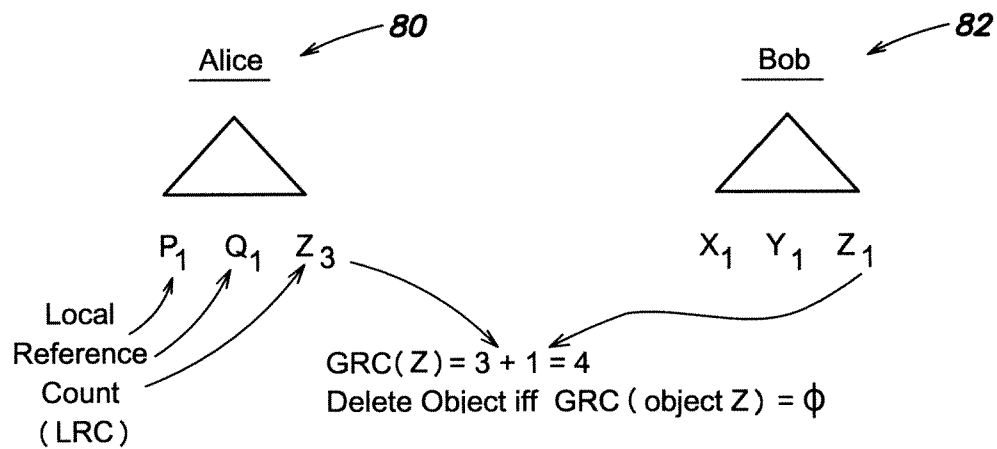 80
82
Alice
Bob
P1 Q1 Z3
X1 Y1 Z1
Local
Reference
Count
(LRC)
GRC(Z) = 3 + 1 = 4
Delete Object iff GRC (object Z) = ϕ